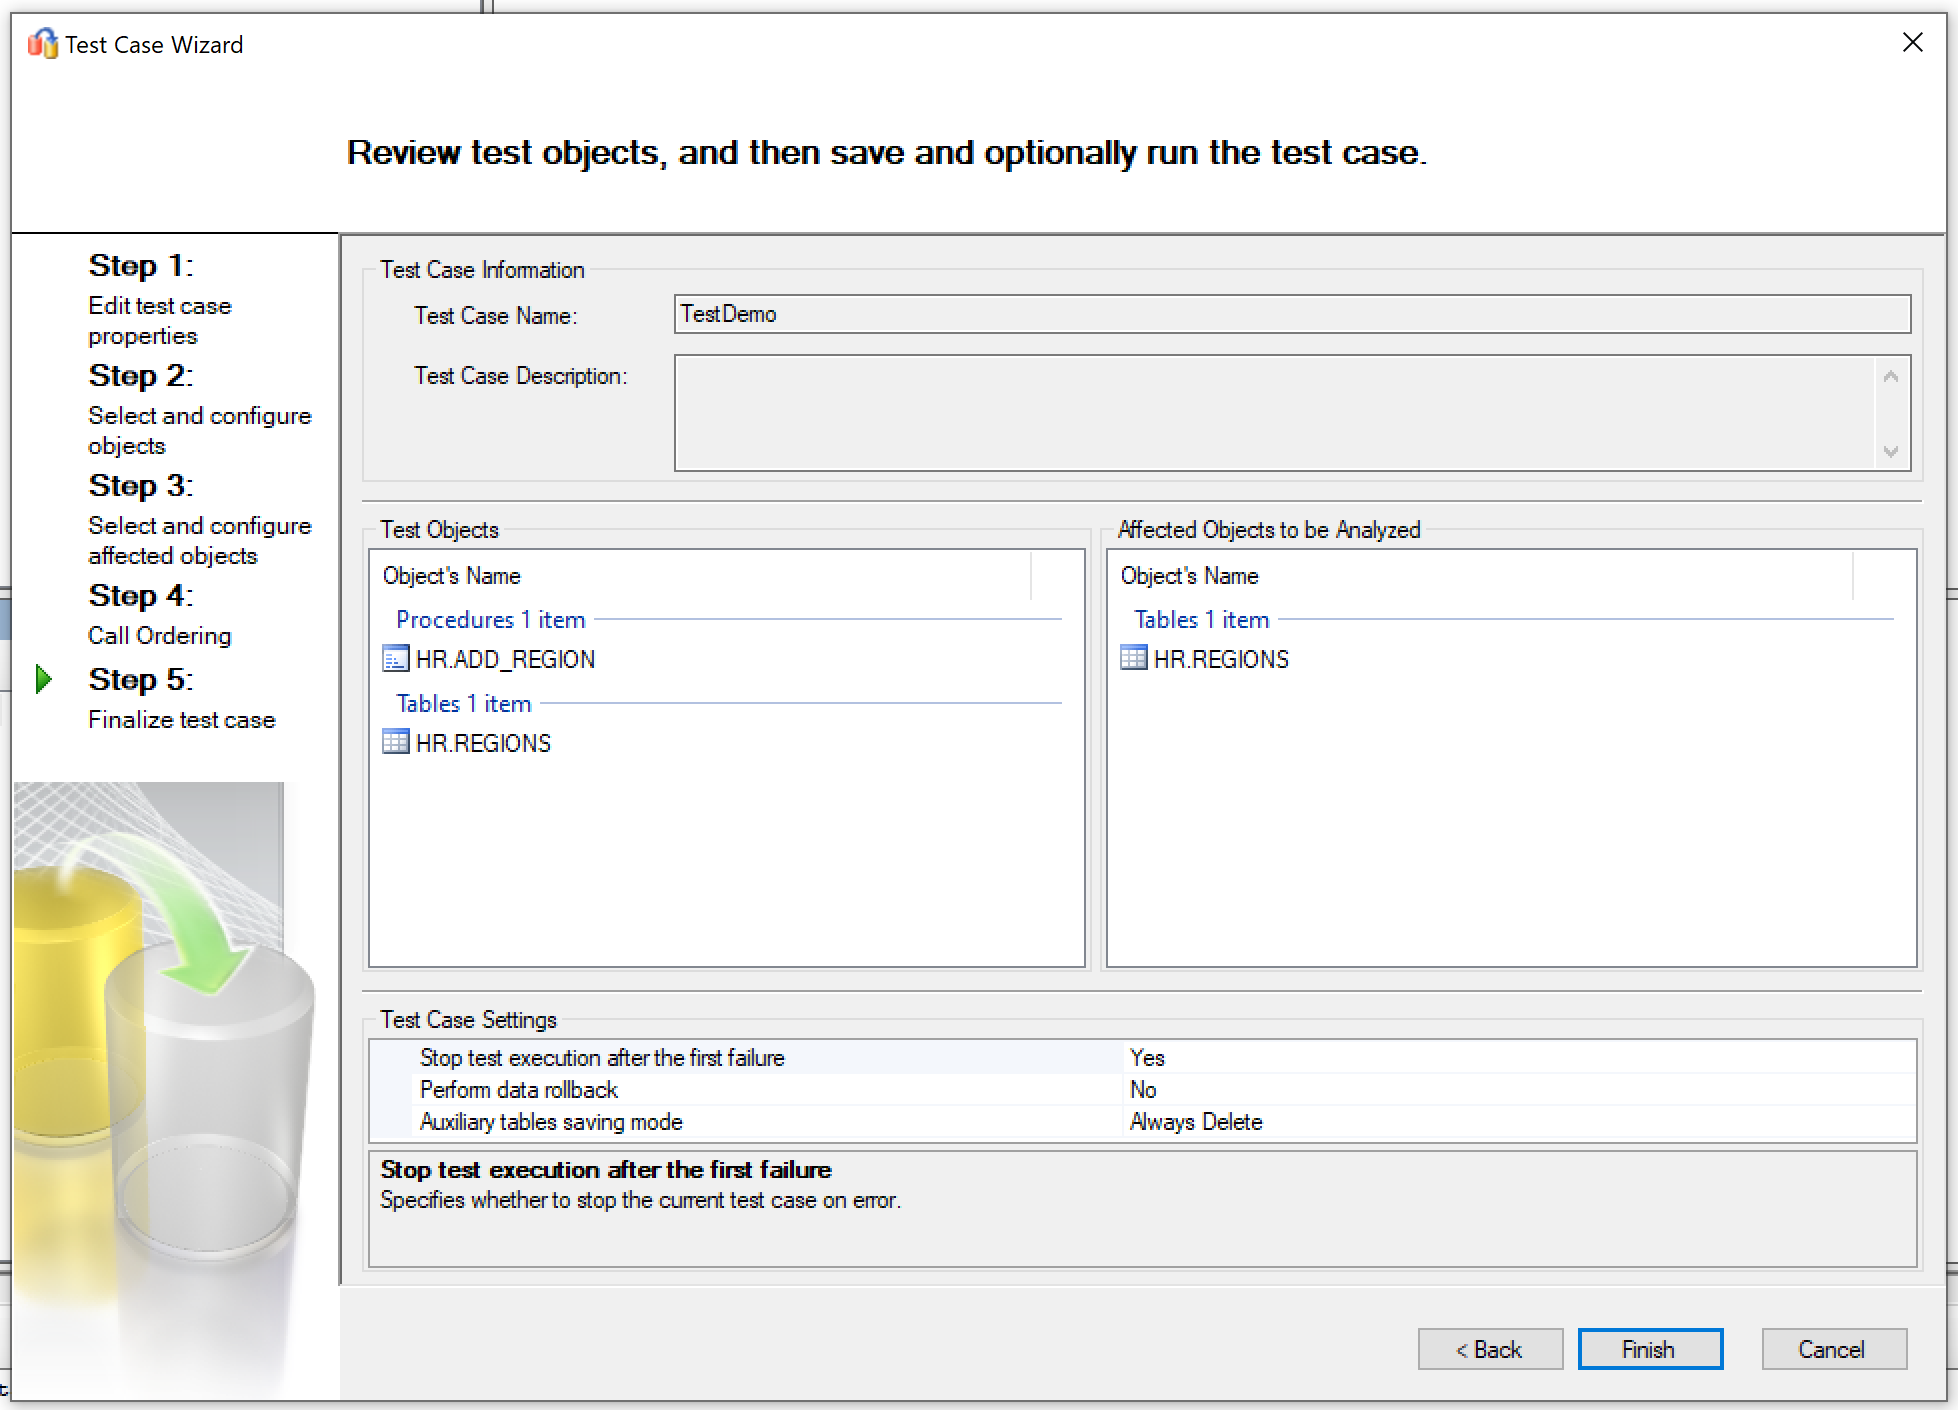 Test Case Wizard
Review test objects, and then save and optionally run the test case.
Step 1:
Edit test case
properties
Step 2:
Select and configure
objects
Step 3:
Select and configure
affected objects
Step 4:
Call Ordering
Step 5:
Finalize test case
Test Case Information
Test Case Name:
TestDemo
Test Case Description:
Test Objects
Object's Name
Procedures 1 item
HR.ADD_REGION
Tables 1 item
HR.REGIONS
Affected Objects to be Analyzed
Object's Name
Tables 1 item
HR.REGIONS
Test Case Settings
Stop test execution after the first failure Yes
Perform data rollback No
Auxiliary tables saving mode Always Delete
Stop test execution after the first failure
Specifies whether to stop the current test case on error.
< Back
Finish
Cancel